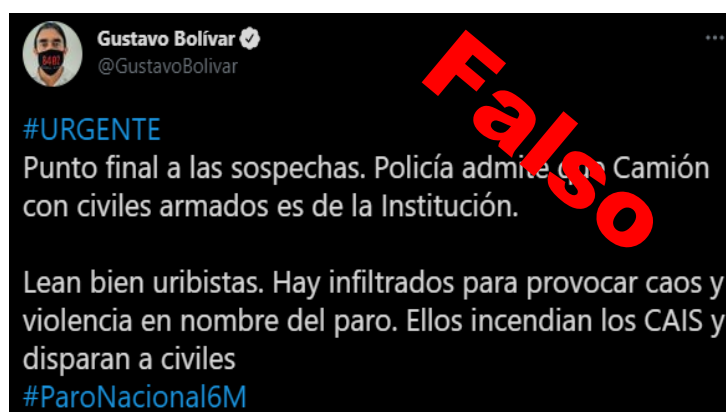 Gustavo Bolívar
@GustavoBolivar
Falso
#URGENTE
Punto final a las sospechas. Policía admite que Camión
con civiles armados es de la Institución.
Lean bien uribistas. Hay infiltrados para provocar caos y
violencia en nombre del paro. Ellos incendian los CAIS y
disparan a civiles
#ParoNacional6M
6402